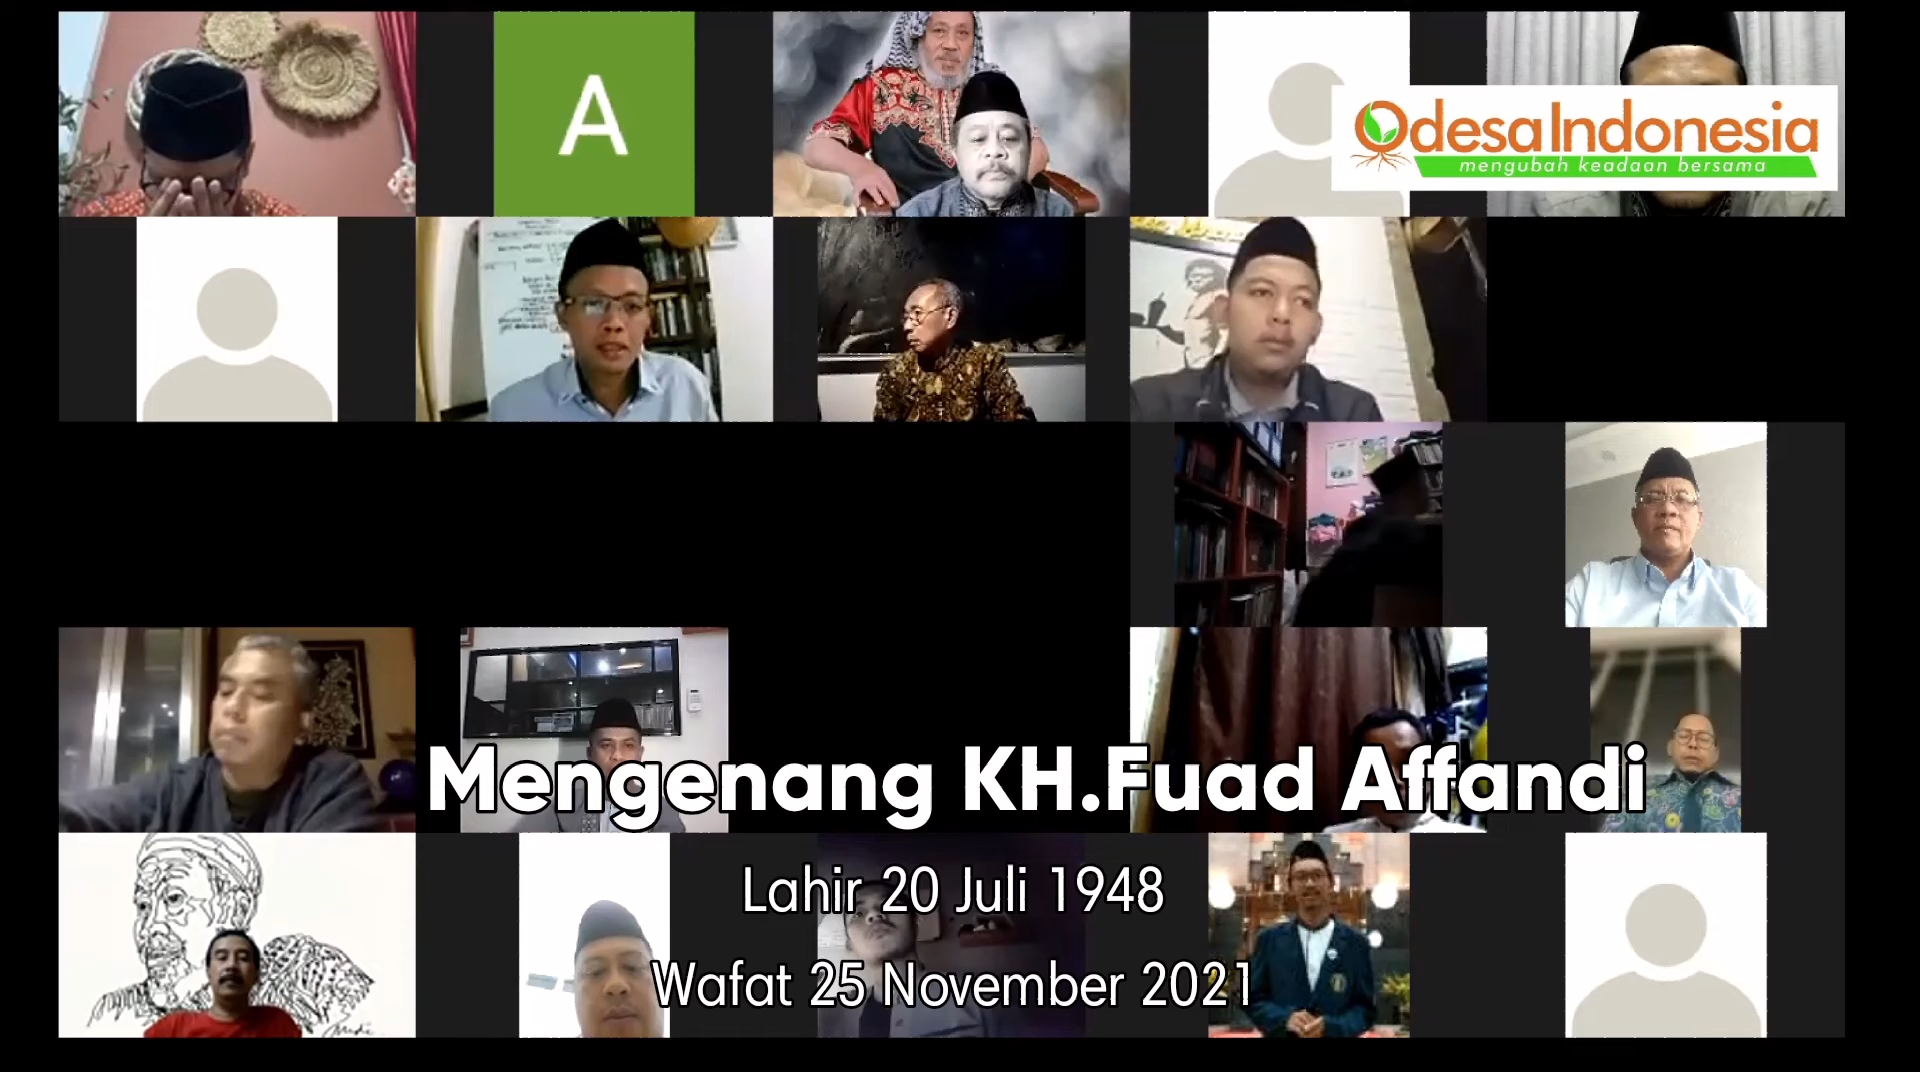 A
OdesaIndonesia
mengubah keadaan bersama
Mengenang KH.Fuad Affandi
Lahir 20 Juli 1948
Wafat 25 November 2021